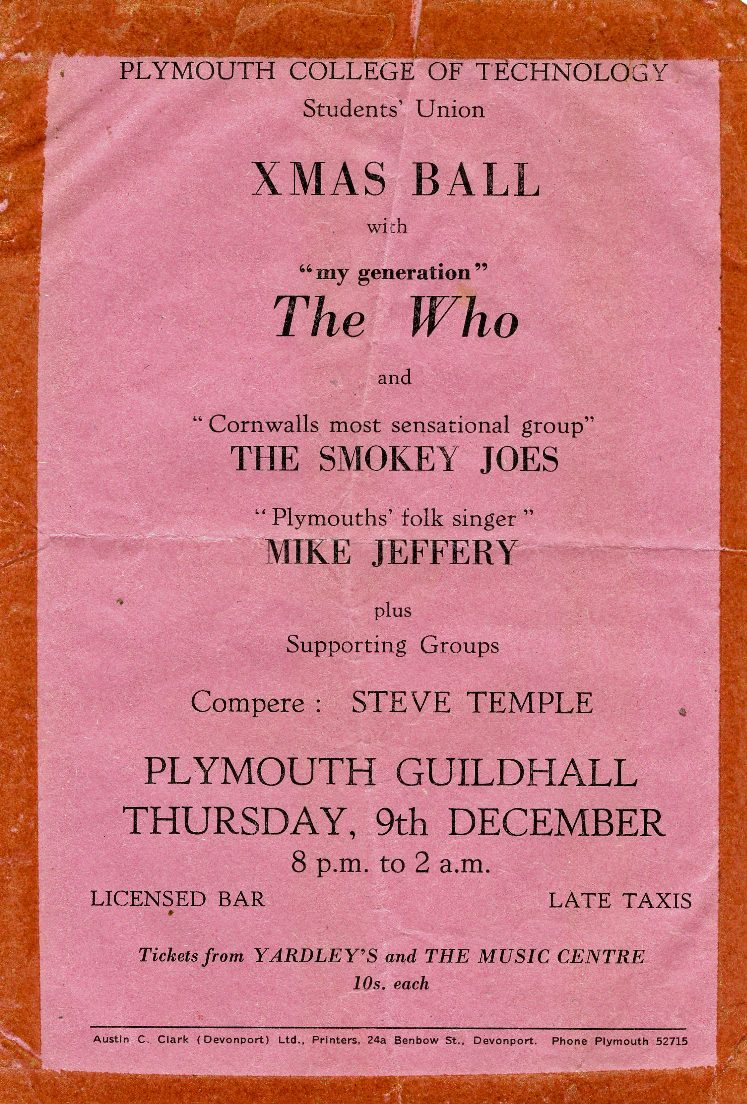 PLYMOUTH COLLEGE OF TECHNOLOGY
Students' Union
XMAS BALL
with
“my generation”
The Who
and
“Cornwalls most sensational group”
THE SMOKEY JOES
“Plymouths' folk singer”
MIKE JEFFERY
plus
Supporting Groups
Compere : STEVE TEMPLE
PLYMOUTH GUILDHALL
THURSDAY, 9th DECEMBER
8 p.m. to 2 a.m.
LICENSED BAR LATE TAXIS
Tickets from YARDLEY'S and THE MUSIC CENTRE
10s. each
Austin C. Clark (Devonport) Ltd., Printers, 24a Benbow St., Devonport. Phone Plymouth 52715